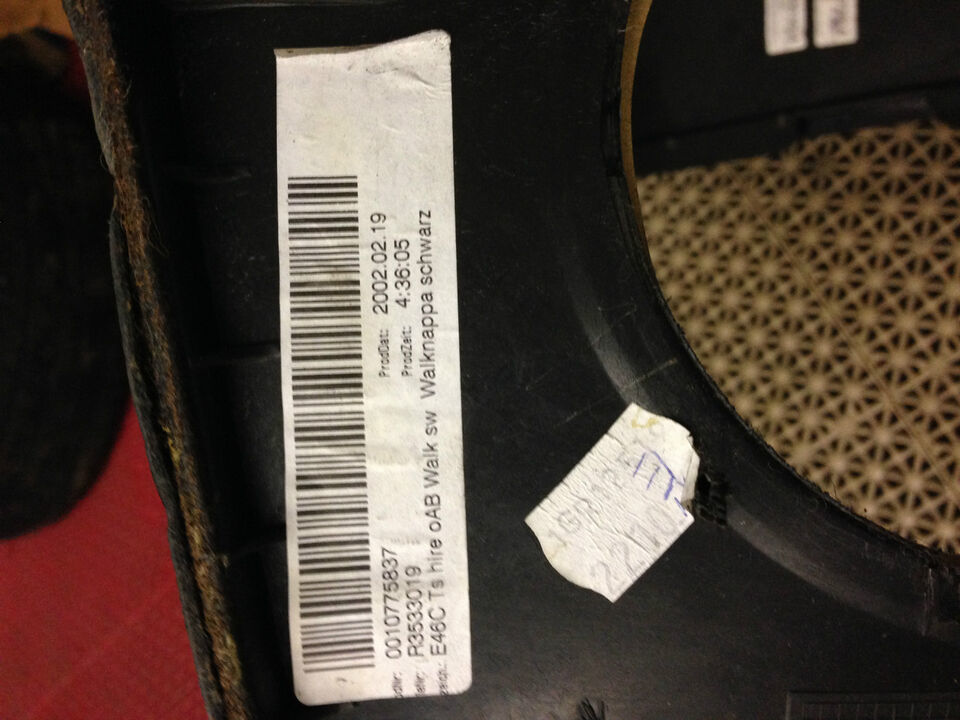 ProdDat: 2002.02.19
ProdZeit: 4:36:05
0010775837
R3533019
E46C Ts hire oAB Walk sw Walknappa schwarz